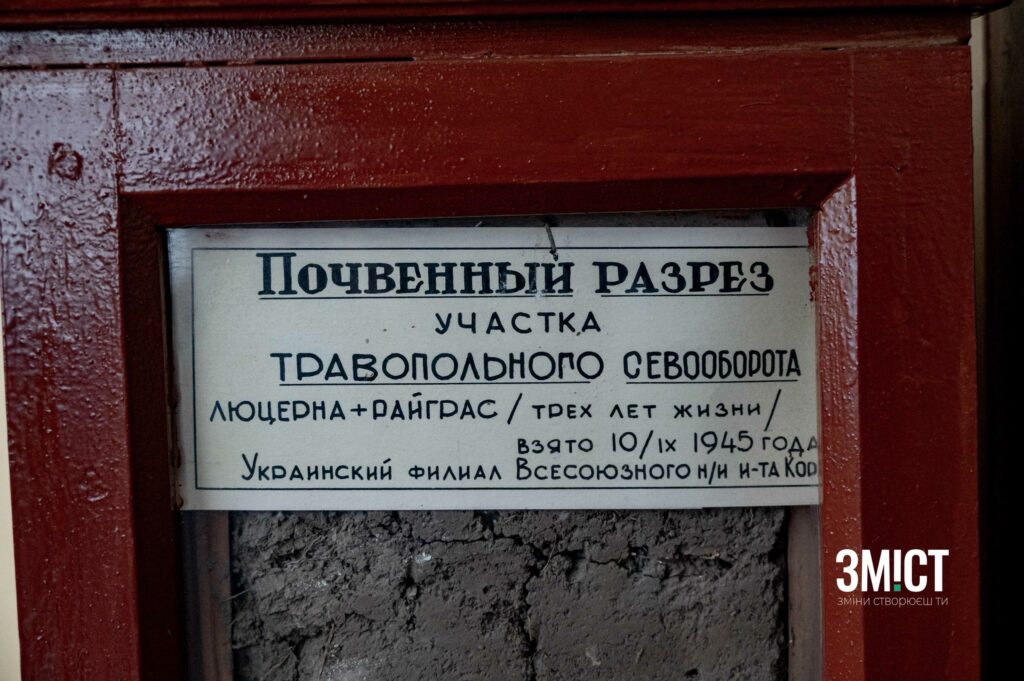 Почвенный разрез
участка
травопольного севооборота
люцерна+райграс /трех лет жизни/
взято 10/IX 1945 года
Украинский филиал Всесоюзного н/и и-та Кор
ЗМІСТ
ЗМІНИ СТВОРЮЄШ ТИ